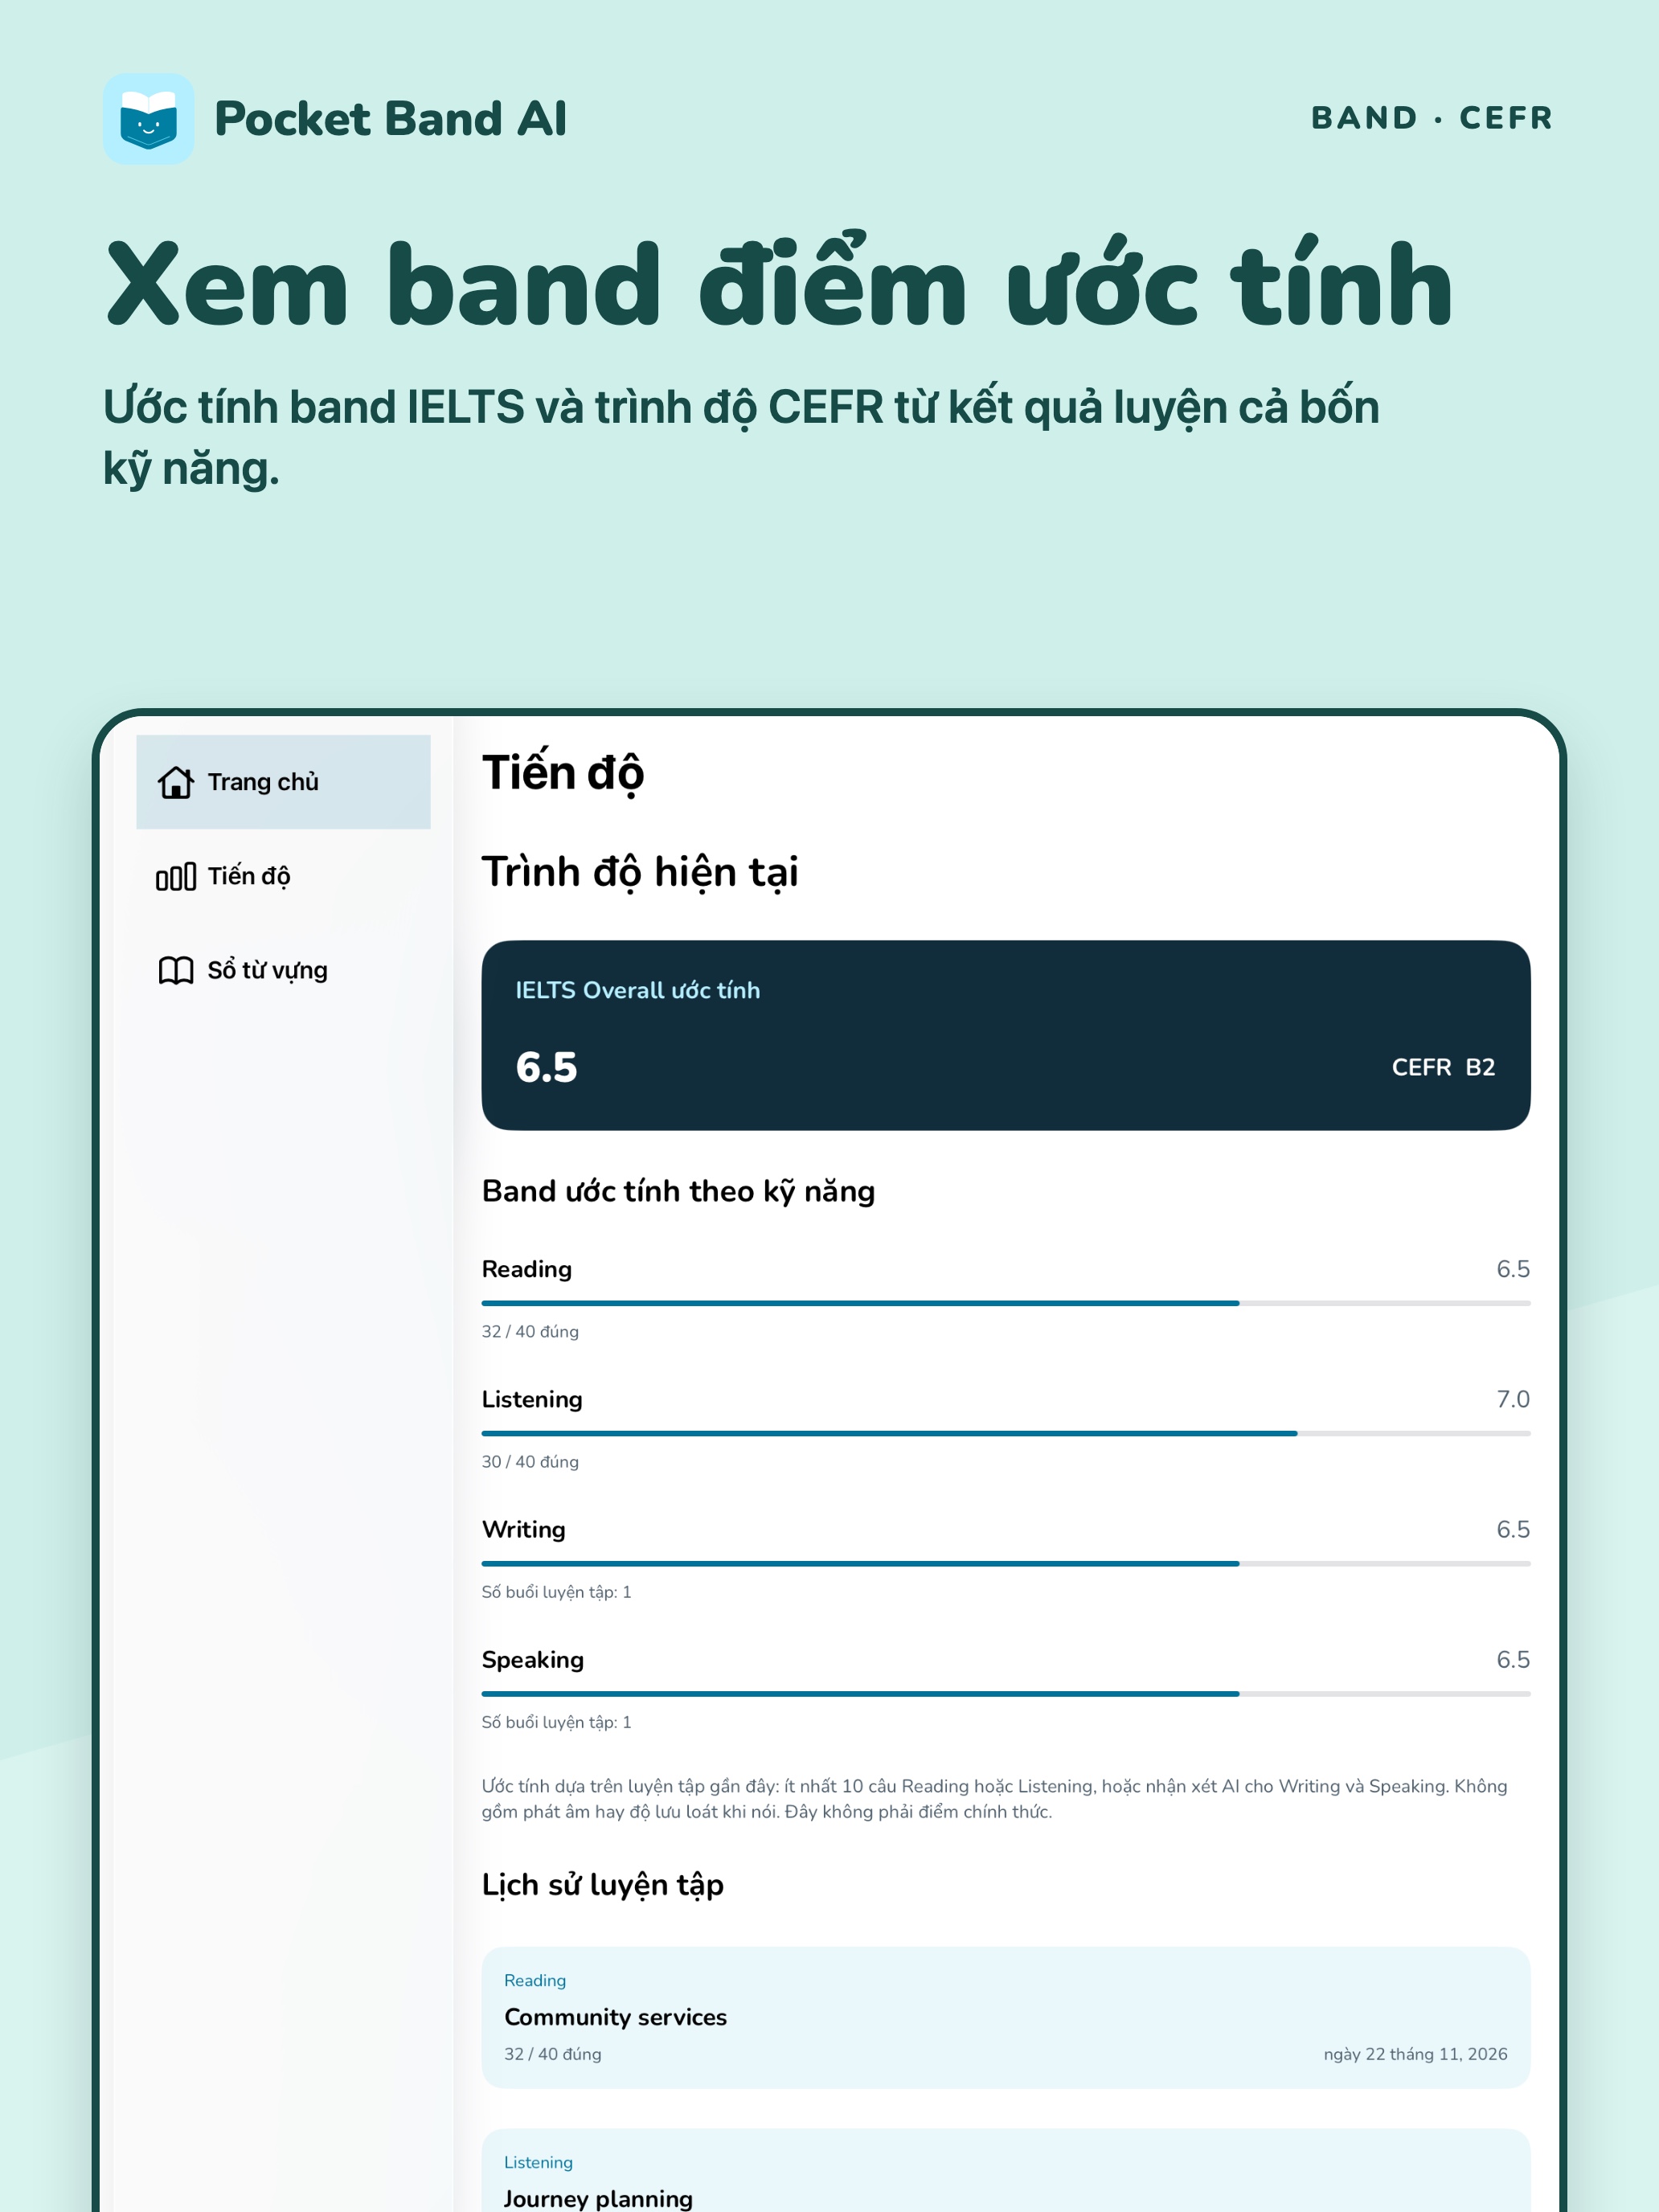 Pocket Band AI
BAND · CEFR
Xem band điểm ước tính
Ước tính band IELTS và trình độ CEFR từ kết quả luyện cả bốn
kỹ năng.
Trang chủ
Tiến độ
Sổ từ vựng
Tiến độ
Trình độ hiện tại
IELTS Overall ước tính
6.5
CEFR B2
Band ước tính theo kỹ năng
Reading
6.5
32 / 40 đúng
Listening
7.0
30 / 40 đúng
Writing
6.5
Số buổi luyện tập: 1
Speaking
6.5
Số buổi luyện tập: 1
Ước tính dựa trên luyện tập gần đây: ít nhất 10 câu Reading hoặc Listening, hoặc nhận xét AI cho Writing và Speaking. Không
gồm phát âm hay độ lưu loát khi nói. Đây không phải điểm chính thức.
Lịch sử luyện tập
Reading
Community services
32 / 40 đúng
ngày 22 tháng 11, 2026
Listening
Journey planning